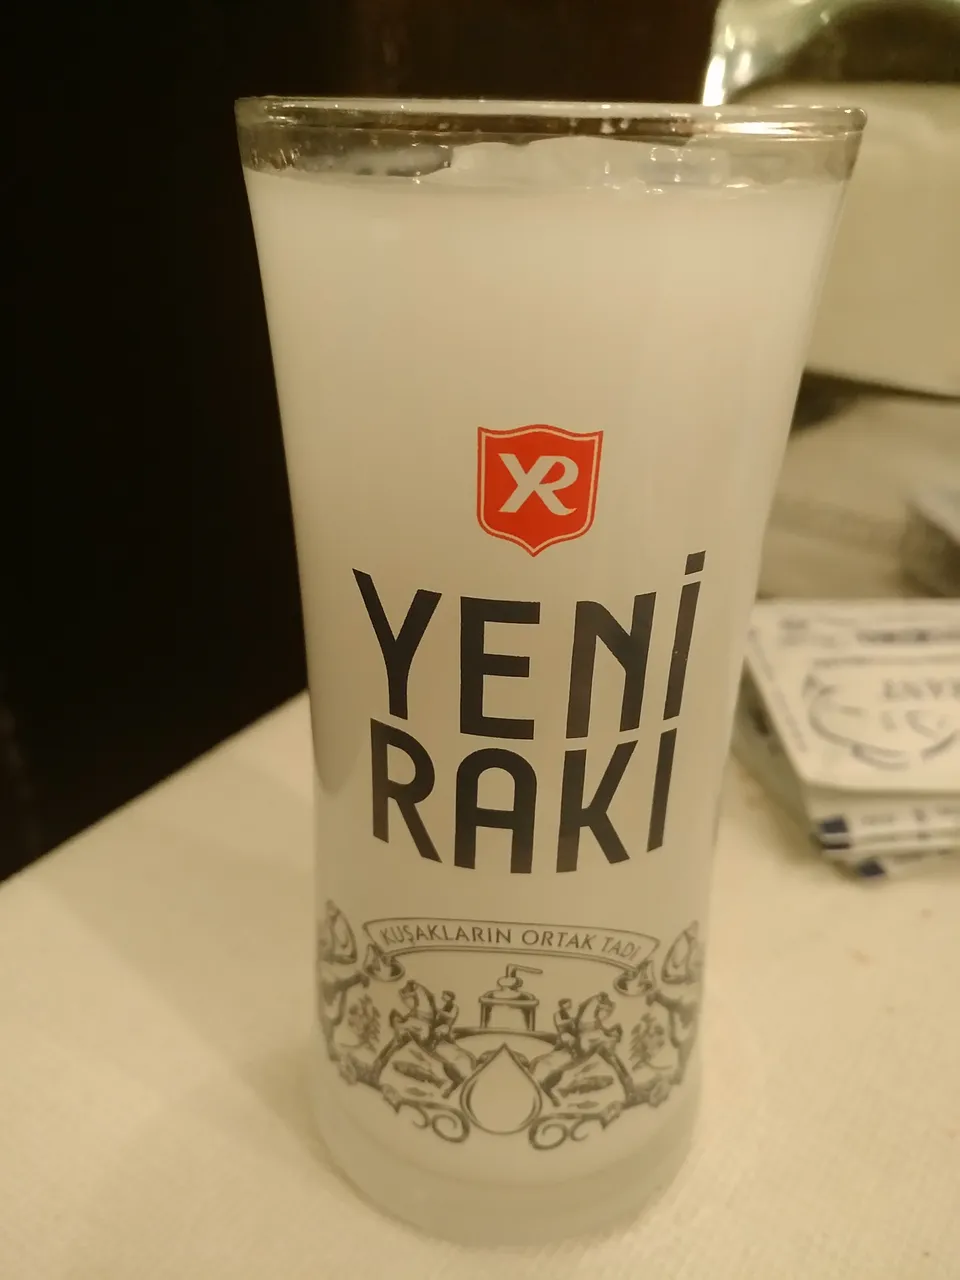 YR
YENİ
RAKI
KUŞAKLARIN ORTAK TADI